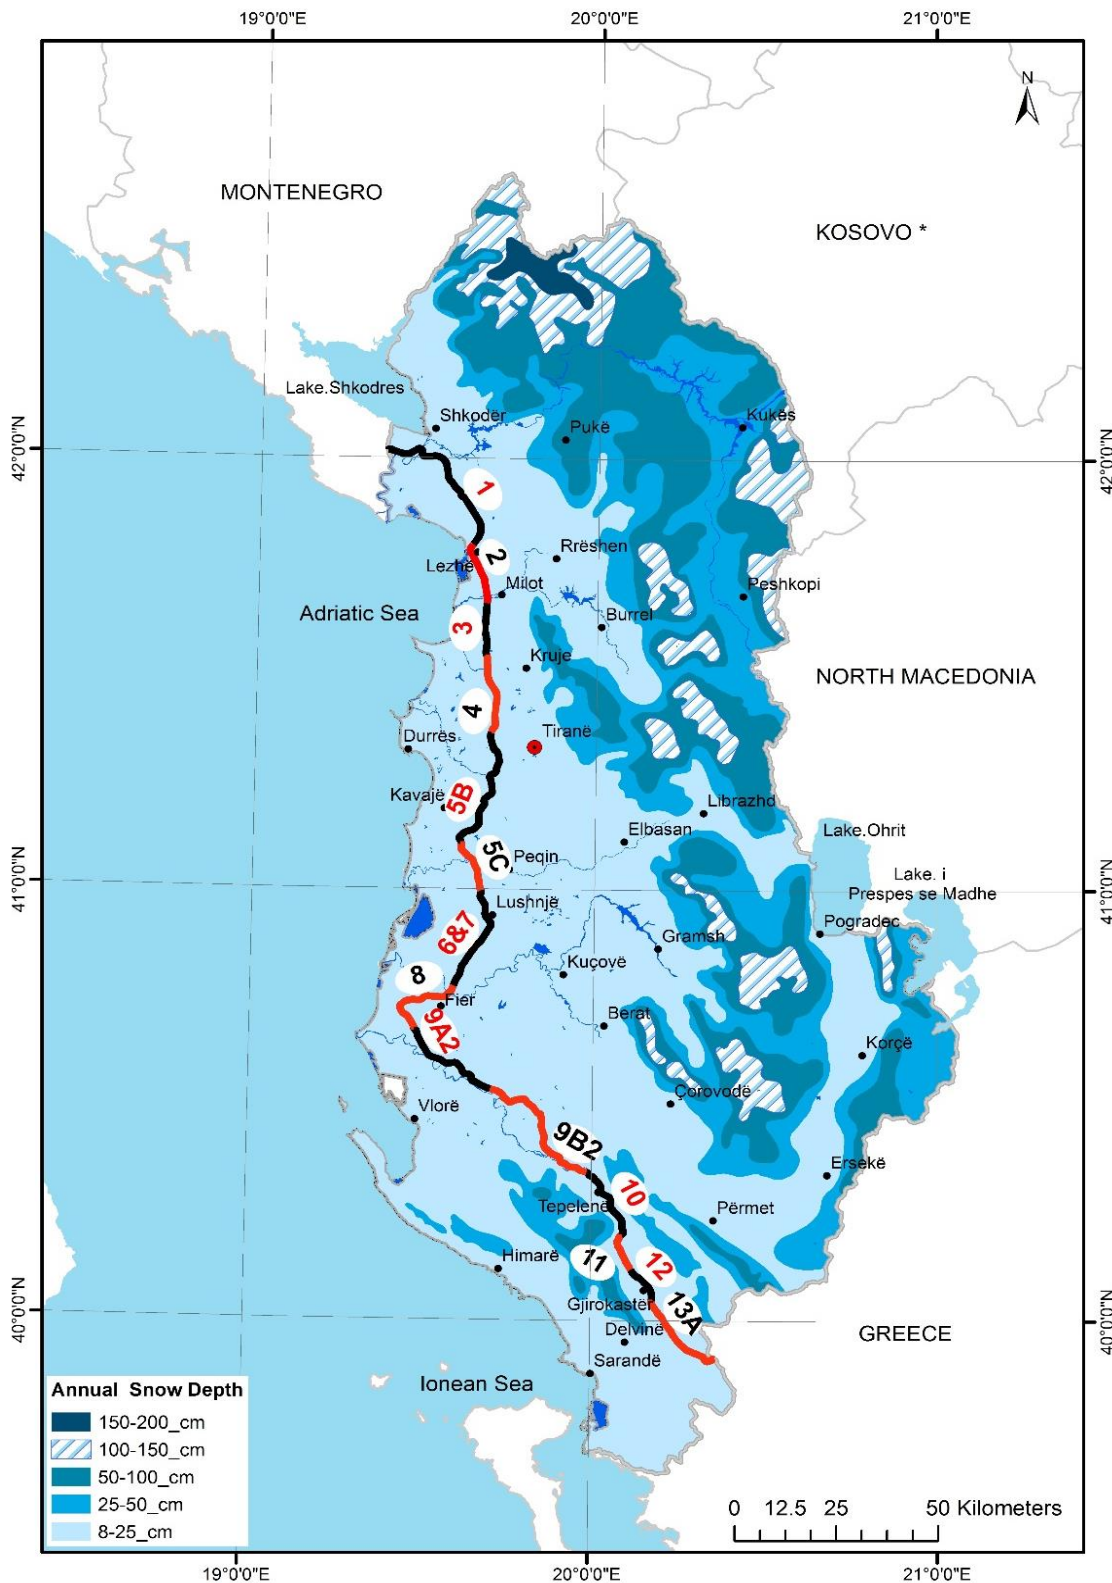 19°0'0"E
20°0'0"E
21°0'0"E
N
MONTENEGRO
KOSOVO *
Lake.Shkodres
Shkodër
Pukë
Kukës
42°0'0"N
42°0'0"N
1
2
Rrëshen
Lezhë
Milot
Peshkopi
Adriatic Sea
3
Burrel
Kruje
NORTH MACEDONIA
4
Tiranë
Durrës
Kavajë
5B
Librazhd
Elbasan
Lake.Ohrit
5C
Peqin
Lake. i
Prespes se Madhe
41°0'0"N
41°0'0"N
Lushnjë
6&7
Pogradec
Gramsh
8
Kuçovë
Fier
9A2
Berat
Korçë
Çorovodë
Vlorë
9B2
Ersekë
10
Tepelenë
Përmet
Himarë
11
12
Gjirokastër
13A
40°0'0"N
40°0'0"N
Delvinë
GREECE
Sarandë
Ionean Sea
Annual Snow Depth
150-200_cm
100-150_cm
50-100_cm
25-50_cm
8-25_cm
0 12.5 25 50 Kilometers
19°0'0"E
20°0'0"E
21°0'0"E